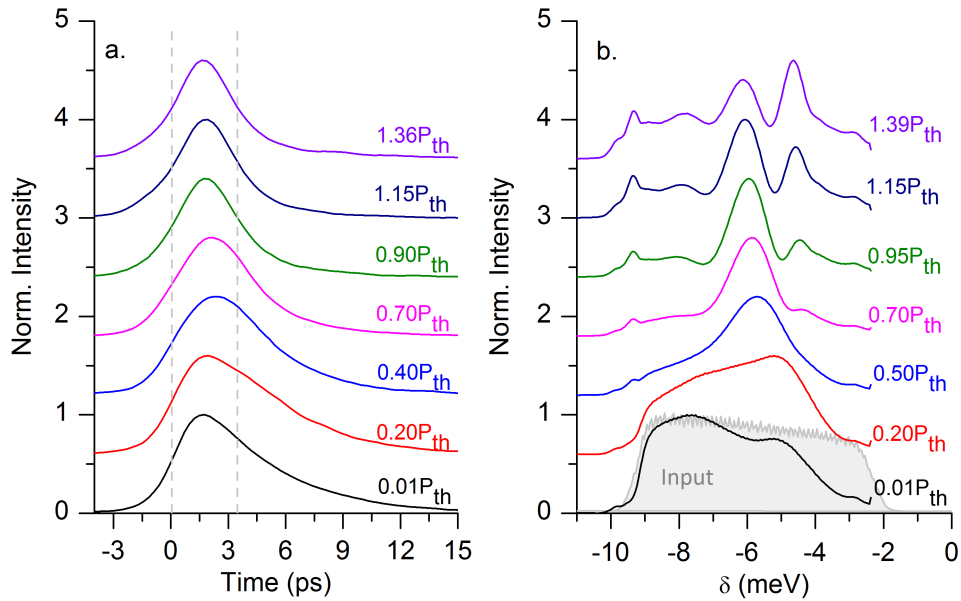 a.
5
4
3
2
1
0
Norm. Intensity
1.36Pth
1.15Pth
0.90Pth
0.70Pth
0.40Pth
0.20Pth
0.01Pth
-3 0 3 6 9 12 15
Time (ps)
b.
5
4
3
2
1
0
Norm. Intensity
1.39Pth
1.15Pth
0.95Pth
0.70Pth
0.50Pth
0.20Pth
0.01Pth
Input
-10 -8 -6 -4 -2 0
δ (meV)